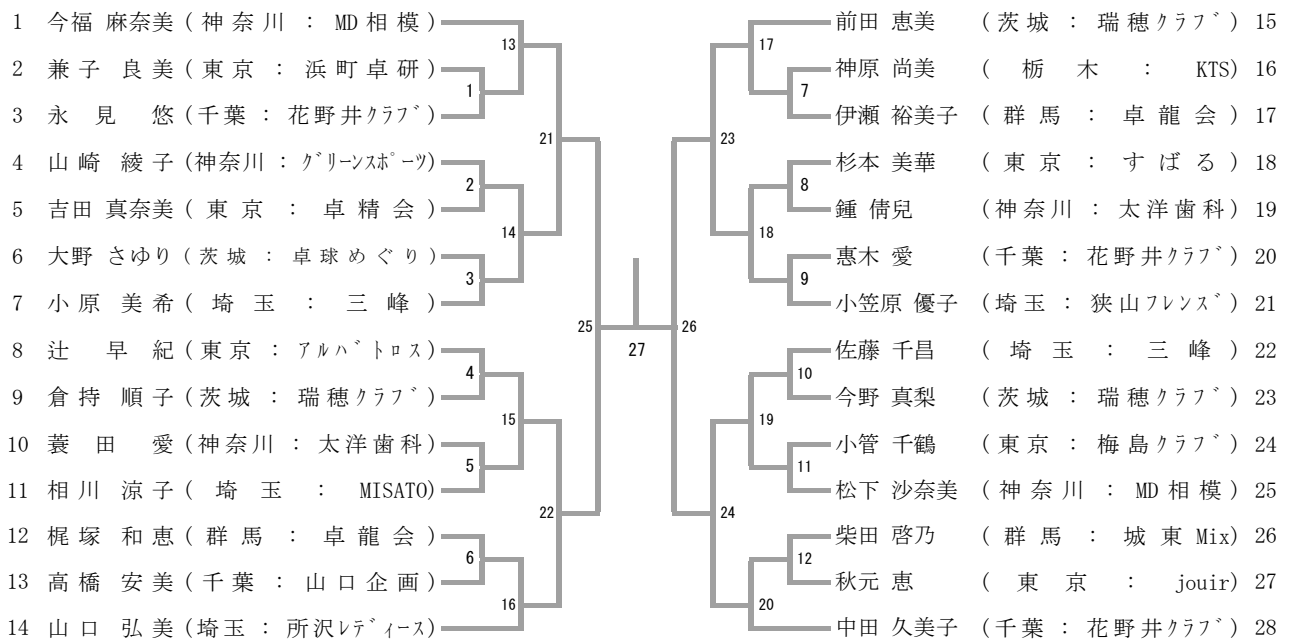 1 今福 麻奈美 (神奈川 : MD相模)
2 兼子 良美 (東京 : 浜町卓研)
3 永見 悠 (千葉 : 花野井クラブ)
4 山崎 綾子 (神奈川 : グリーンスポーツ)
5 吉田 真奈美 (東京 : 卓精会)
6 大野 さゆり (茨城 : 卓球めぐり)
7 小原 美希 (埼玉 : 三峰)
8 辻 早紀 (東京 : アルバトロス)
9 倉持 順子 (茨城 : 瑞穂クラブ)
10 蓑田 愛 (神奈川 : 太洋歯科)
11 相川 涼子 (埼玉 : MISATO)
12 梶塚 和恵 (群馬 : 卓龍会)
13 高橋 安美 (千葉 : 山口企画)
14 山口 弘美 (埼玉 : 所沢レディース)
13
1
21
2
14
3
25
4
15
5
22
6
16
27
17
7
23
8
18
9
26
10
19
11
24
12
20
前田 恵美 (茨城 : 瑞穂クラブ) 15
神原 尚美 (栃木 : KTS) 16
伊瀬 裕美子 (群馬 : 卓龍会) 17
杉本 美華 (東京 : すばる) 18
鍾 倩兒 (神奈川 : 太洋歯科) 19
惠木 愛 (千葉 : 花野井クラブ) 20
小笠原 優子 (埼玉 : 狭山フレンズ) 21
佐藤 千昌 (埼玉 : 三峰) 22
今野 真梨 (茨城 : 瑞穂クラブ) 23
小管 千鶴 (東京 : 梅島クラブ) 24
松下 沙奈美 (神奈川 : MD相模) 25
柴田 啓乃 (群馬 : 城東Mix) 26
秋元 恵 (東京 : jouir) 27
中田 久美子 (千葉 : 花野井クラブ) 28